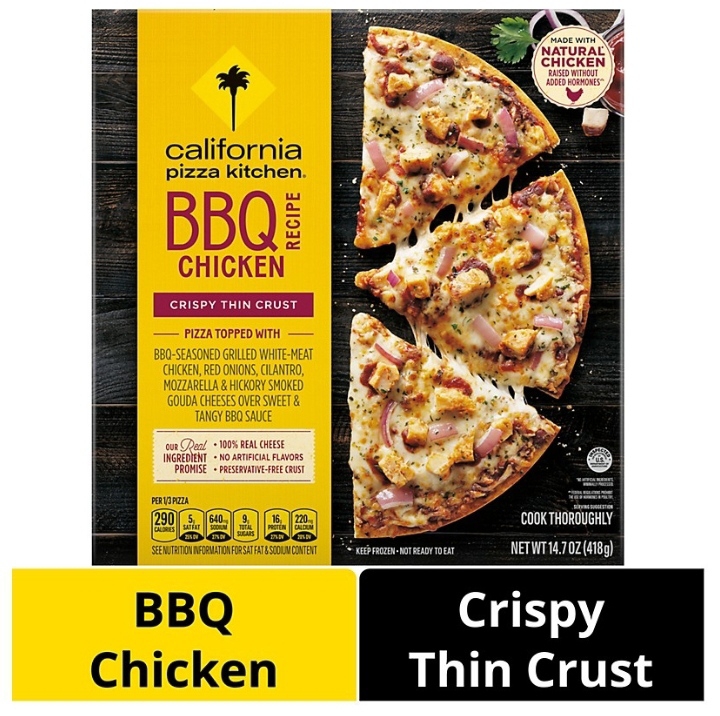 california
pizza kitchen®
BBQ
RECIPE
CHICKEN
CRISPY THIN CRUST
PIZZA TOPPED WITH
BBQ-SEASONED GRILLED WHITE-MEAT
CHICKEN, RED ONIONS, CILANTRO,
MOZZARELLA & HICKORY SMOKED
GOUDA CHEESES OVER SWEET &
TANGY BBQ SAUCE
OUR Real
INGREDIENT
PROMISE
• 100% REAL CHEESE
• NO ARTIFICIAL FLAVORS
• PRESERVATIVE-FREE CRUST
PER 1/3 PIZZA
290 CALORIES
5g SAT FAT 25% DV
640mg SODIUM 27% DV
9g TOTAL SUGARS
16g PROTEIN 27% DV
220mg CALCIUM 20% DV
SEE NUTRITION INFORMATION FOR SAT FAT & SODIUM CONTENT
MADE WITH
NATURAL*
CHICKEN
RAISED WITHOUT
ADDED HORMONES**
SERVING SUGGESTION
COOK THOROUGHLY
KEEP FROZEN • NOT READY TO EAT
NET WT 14.7 OZ (418g)
BBQ
Chicken
Crispy
Thin Crust